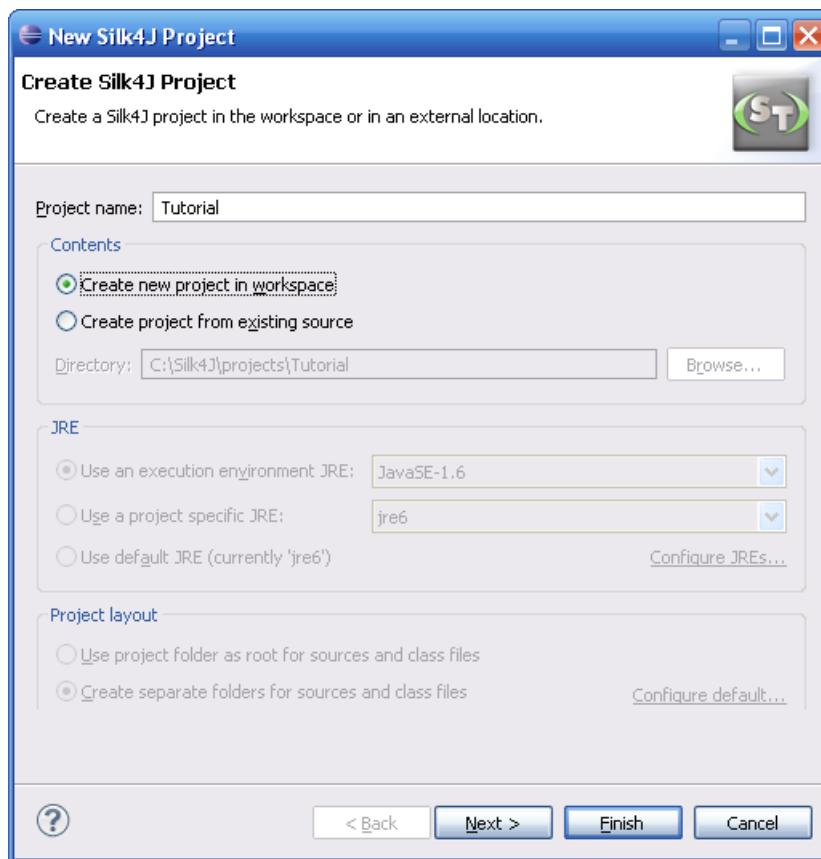 New Silk4J Project
Create Silk4J Project
Create a Silk4J project in the workspace or in an external location.
ST
Project name: Tutorial
Contents
Create new project in workspace
Create project from existing source
Directory: C:\Silk4J\projects\Tutorial Browse...
JRE
Use an execution environment JRE: JavaSE-1.6
Use a project specific JRE: jre6
Use default JRE (currently 'jre6') Configure JREs...
Project layout
Use project folder as root for sources and class files
Create separate folders for sources and class files Configure default...
? < Back Next > Finish Cancel